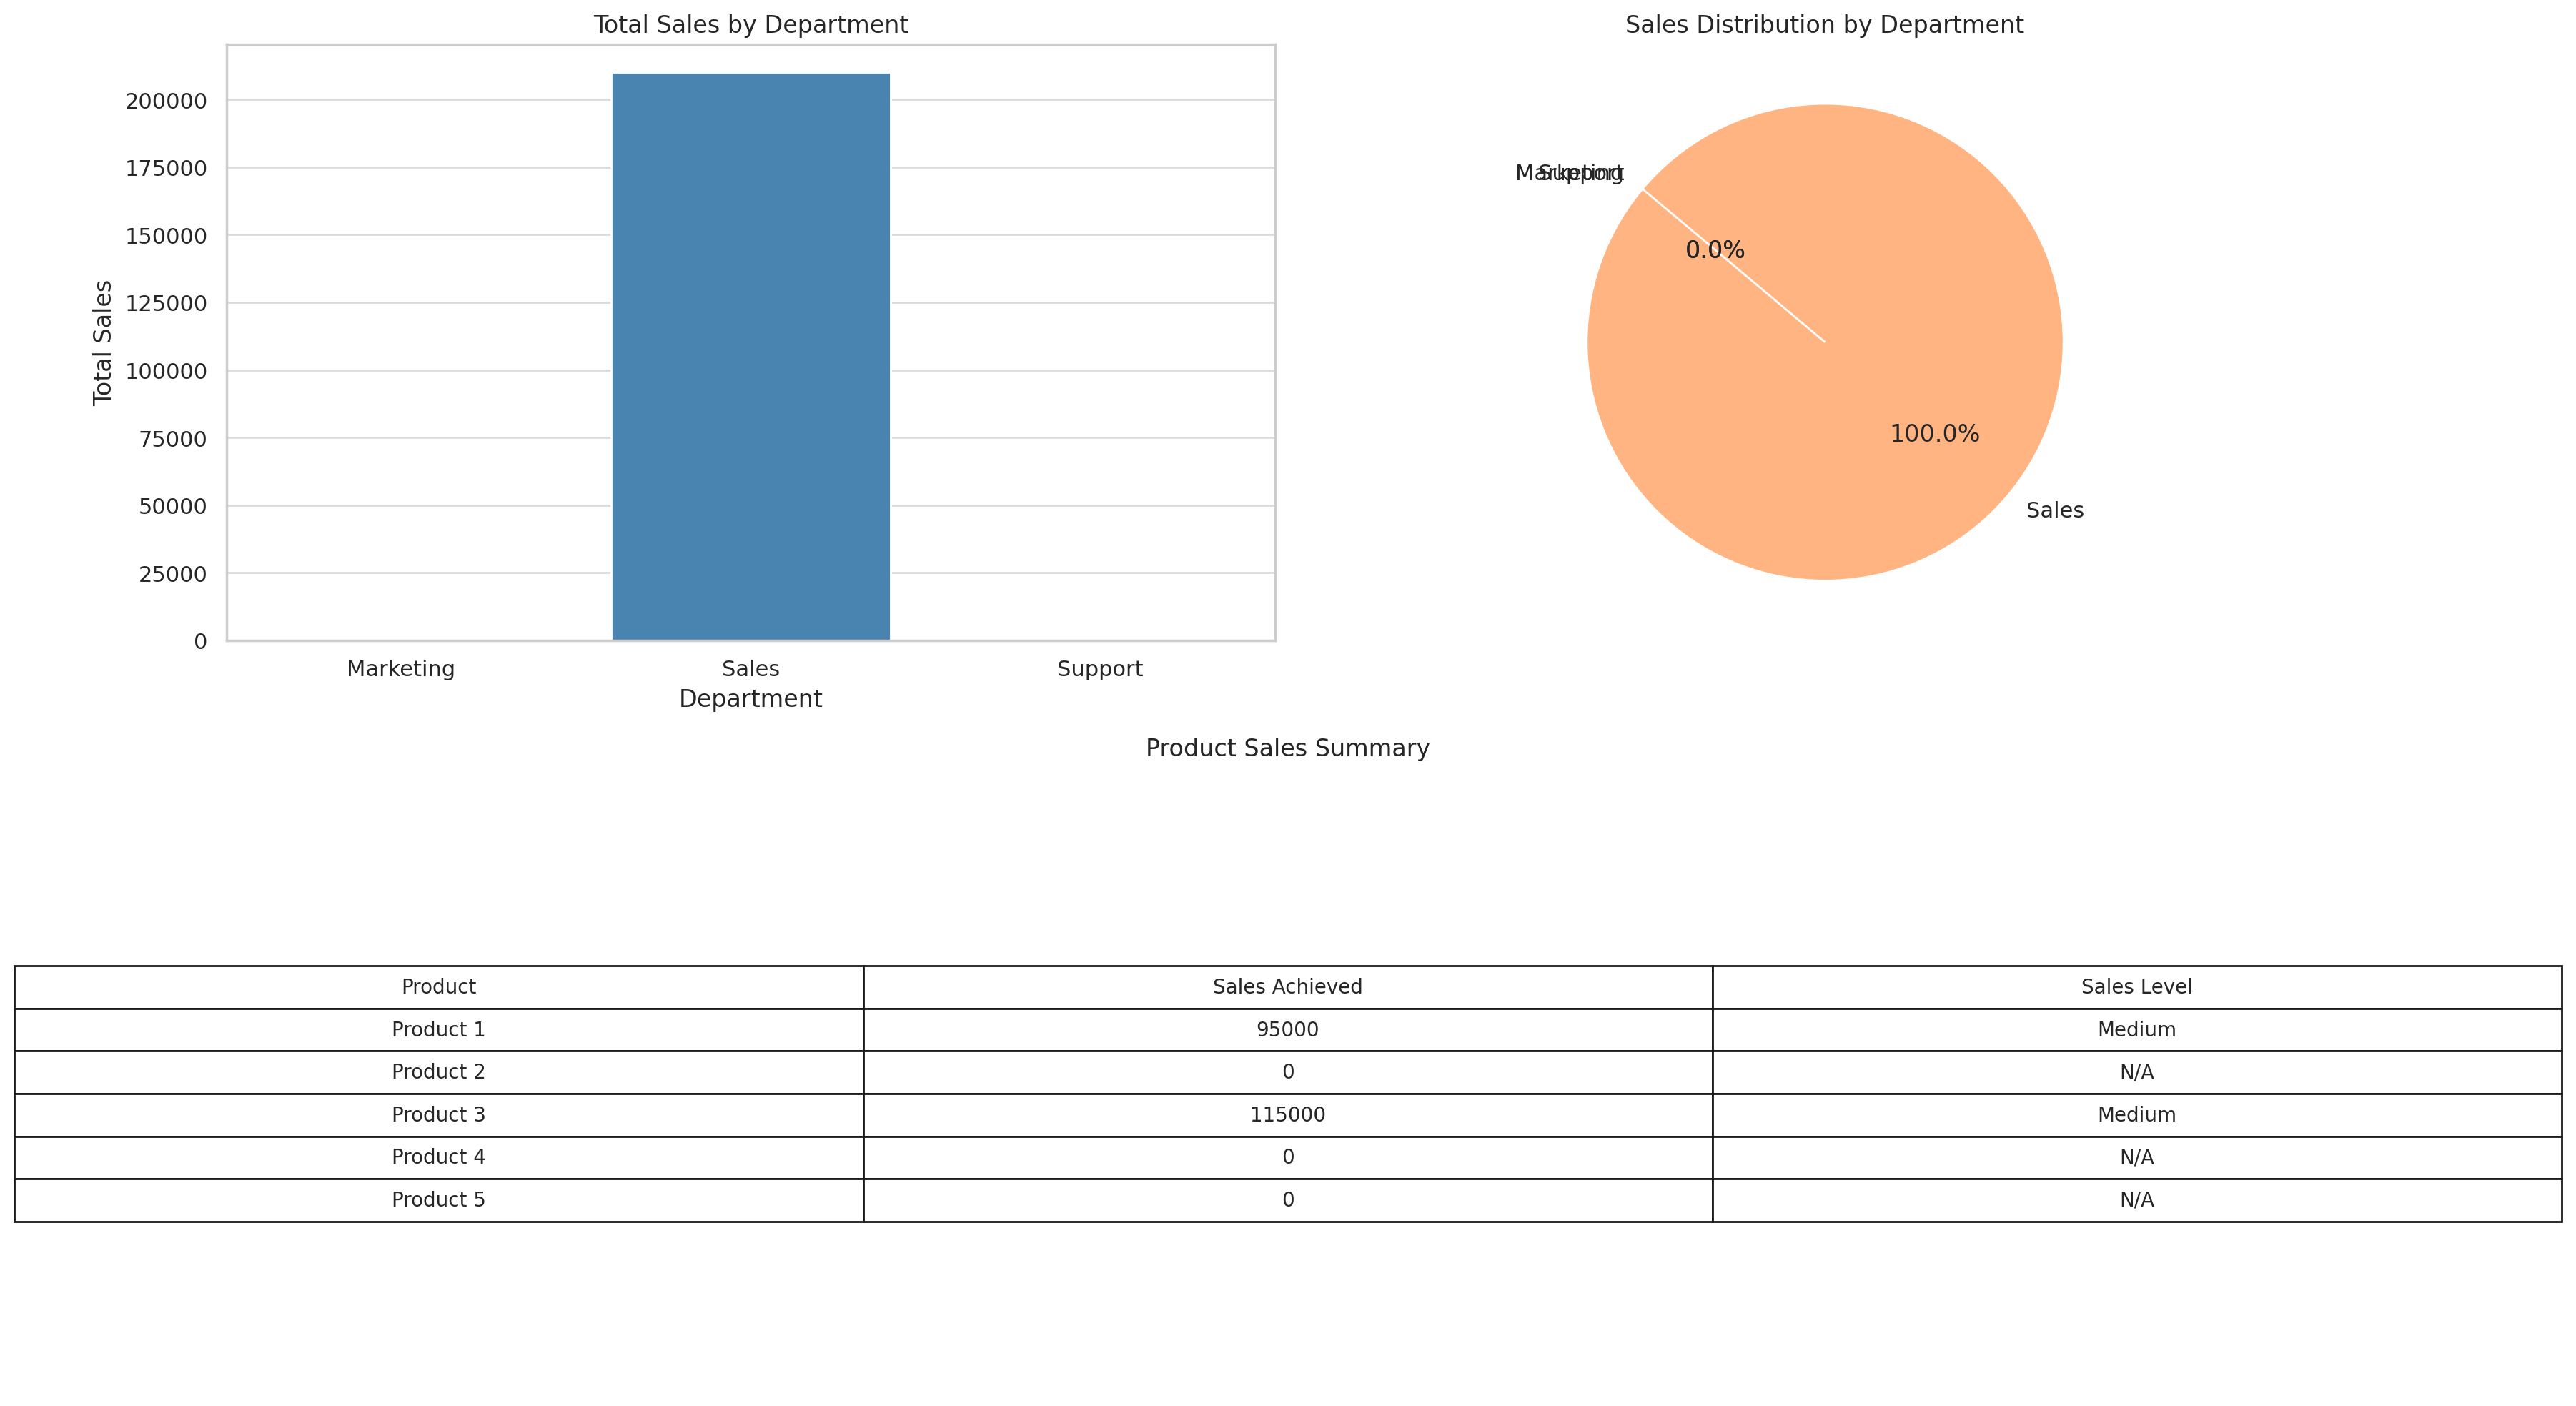 Total Sales by Department
200000
175000
150000
125000
100000
75000
50000
25000
0
Total Sales
Marketing Sales Support
Department
Sales Distribution by Department
Marketing
Support
0.0%
100.0%
Sales
Product Sales Summary
Product Sales Achieved Sales Level
Product 1 95000 Medium
Product 2 0 N/A
Product 3 115000 Medium
Product 4 0 N/A
Product 5 0 N/A